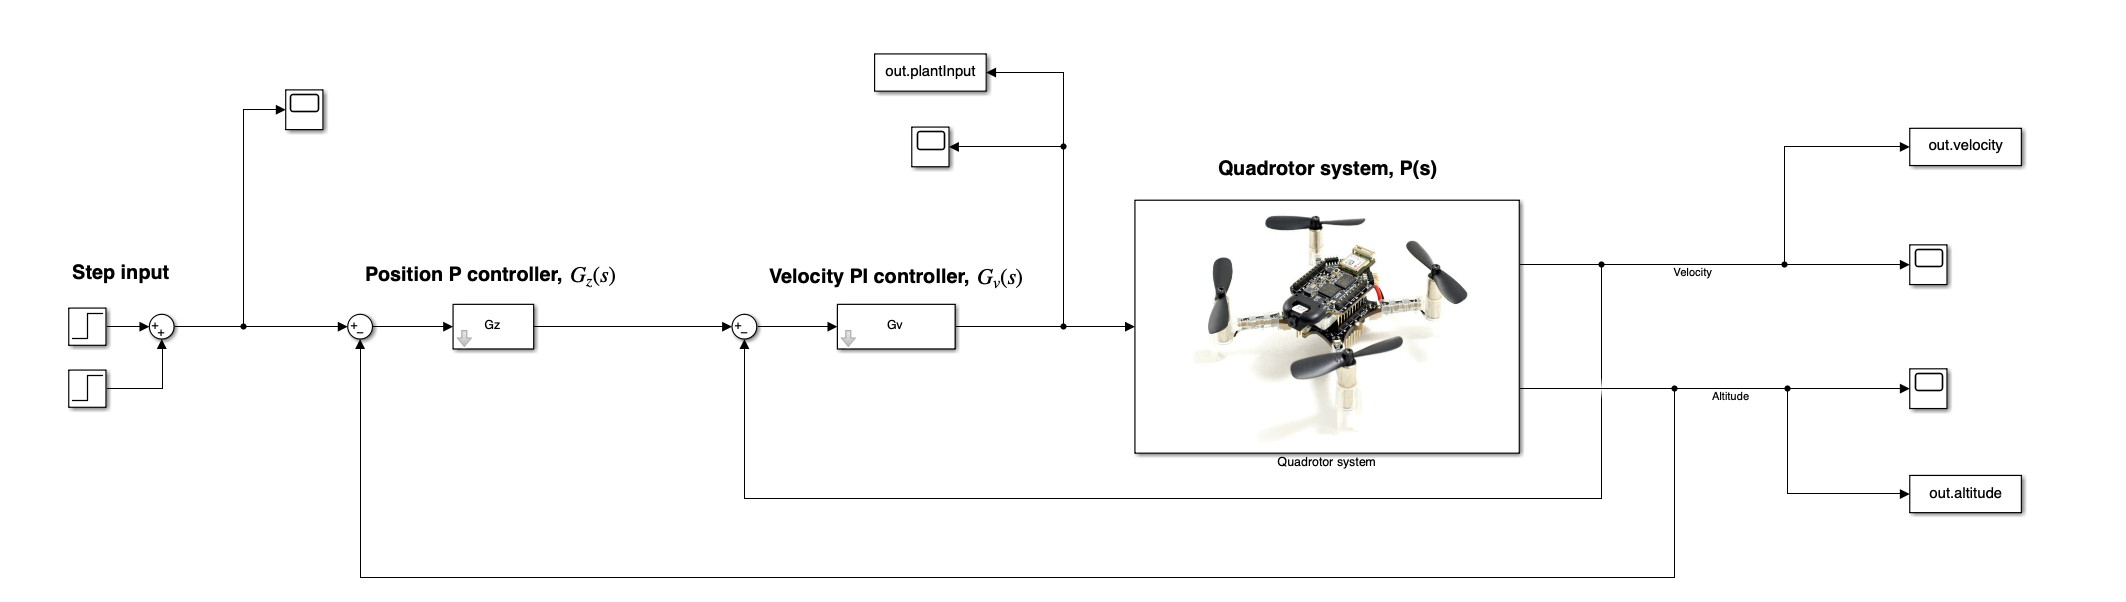 out.plantInput
out.velocity
Quadrotor system, P(s)
Step input
Position P controller, G_z(s)
Velocity PI controller, G_v(s)
Velocity
+
+
+
−
Gz
+
−
Gv
Altitude
Quadrotor system
out.altitude